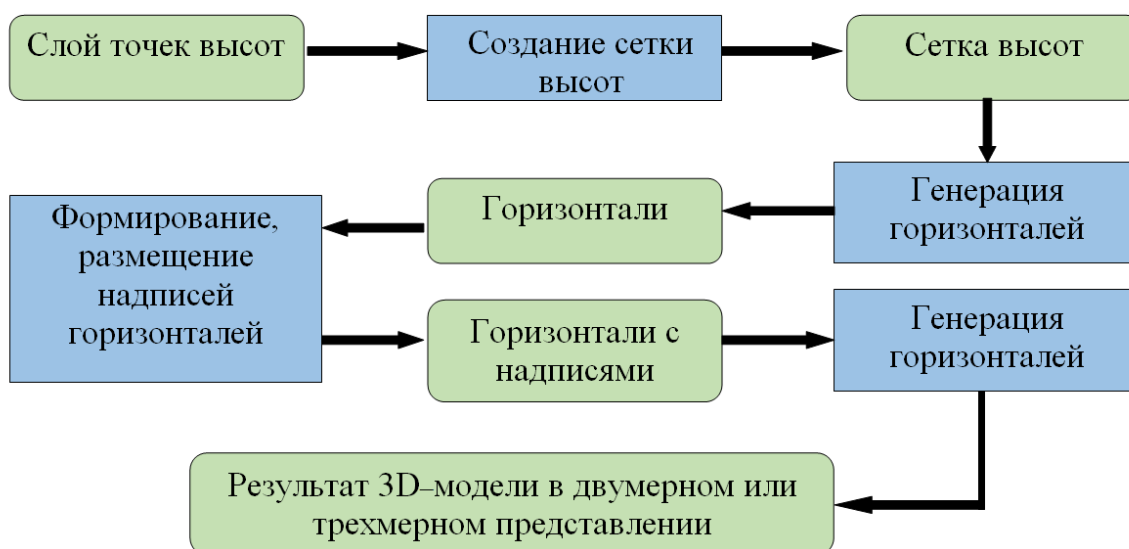 Слой точек высот
Создание сетки
высот
Сетка высот
Генерация
горизонталей
Горизонтали
Формирование,
размещение
надписей
горизонталей
Горизонтали с
надписями
Генерация
горизонталей
Результат 3D–модели в двумерном или
трехмерном представлении